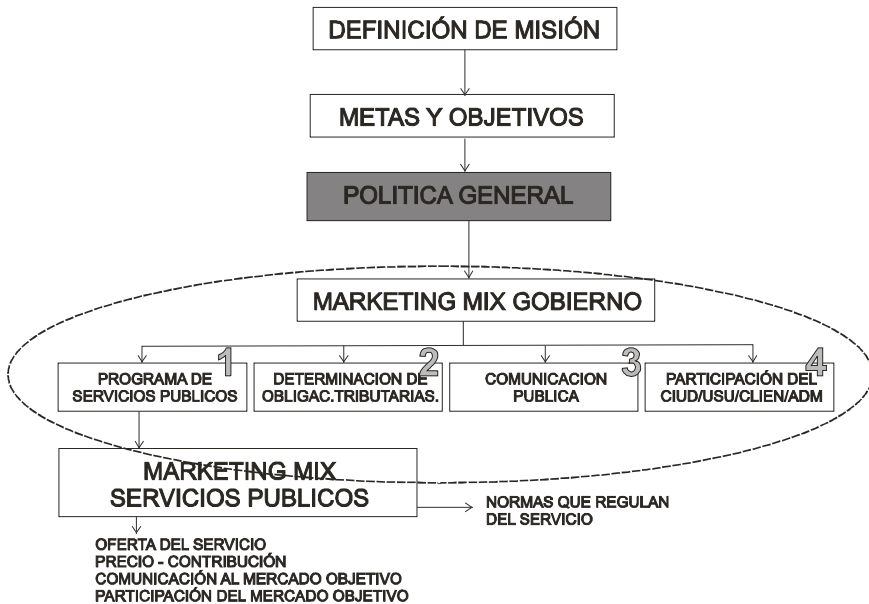 DEFINICIÓN DE MISIÓN
METAS Y OBJETIVOS
POLITICA GENERAL
MARKETING MIX GOBIERNO
1
PROGRAMA DE
SERVICIOS PUBLICOS
2
DETERMINACION DE
OBLIGAC.TRIBUTARIAS.
3
COMUNICACION
PUBLICA
4
PARTICIPACIÓN DEL
CIUD/USU/CLIEN/ADM
MARKETING MIX
SERVICIOS PUBLICOS
NORMAS QUE REGULAN
DEL SERVICIO
OFERTA DEL SERVICIO
PRECIO - CONTRIBUCIÓN
COMUNICACIÓN AL MERCADO OBJETIVO
PARTICIPACIÓN DEL MERCADO OBJETIVO